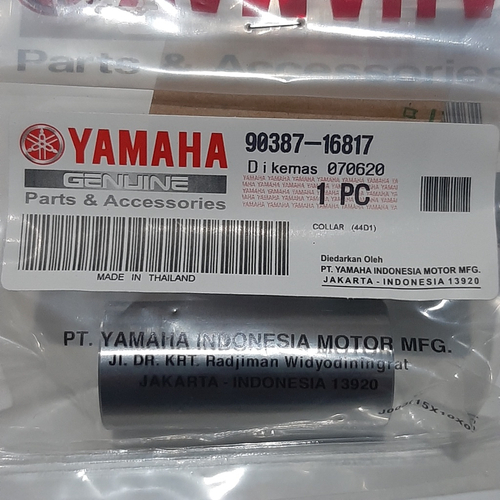 Parts & Accessories
YAMAHA
GENUINE
Parts & Accessories
90387-16817
Dikemas 070620
1 PC
COLLAR (44D1)
MADE IN THAILAND
Diedarkan Oleh
PT. YAMAHA INDONESIA MOTOR MFG.
JAKARTA - INDONESIA 13920
PT. YAMAHA INDONESIA MOTOR MFG.
Jl. DR. KRT. Radjiman Widyodiningrat
JAKARTA - INDONESIA 13920